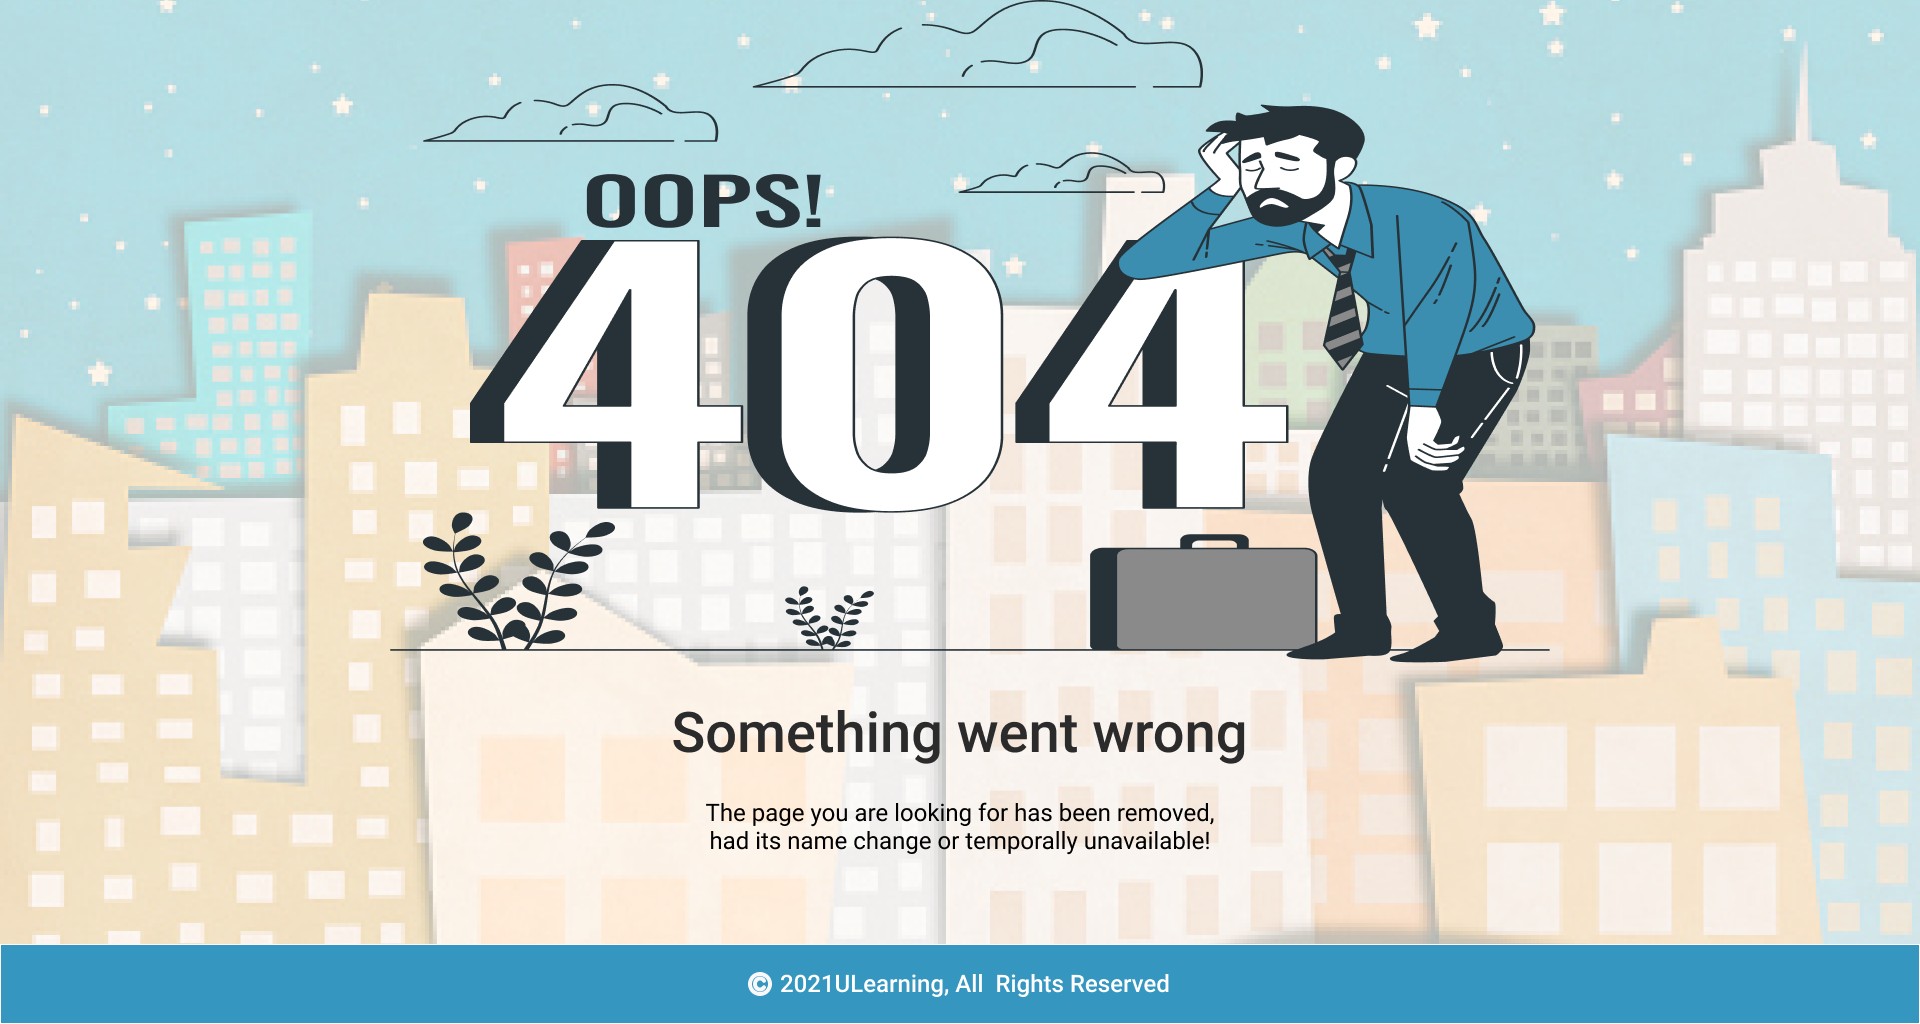 OOPS!
404
Something went wrong
The page you are looking for has been removed,
had its name change or temporally unavailable!
© 2021ULearning, All  Rights Reserved